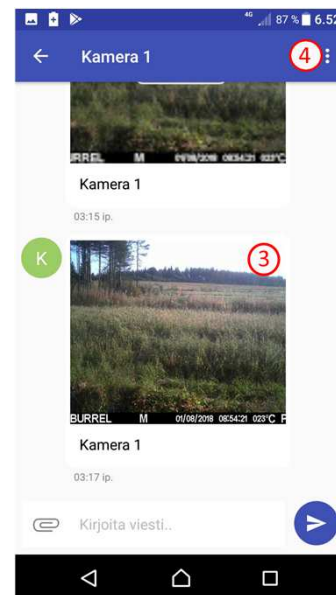 4G 87 % 6.52
Kamera 1
4
BURREL M 01/08/2018 08:54:21 023°C
Kamera 1
03:15 ip.
K
3
BURREL M 01/08/2018 08:54:21 023°C P
Kamera 1
03:17 ip.
Kirjoita viesti..